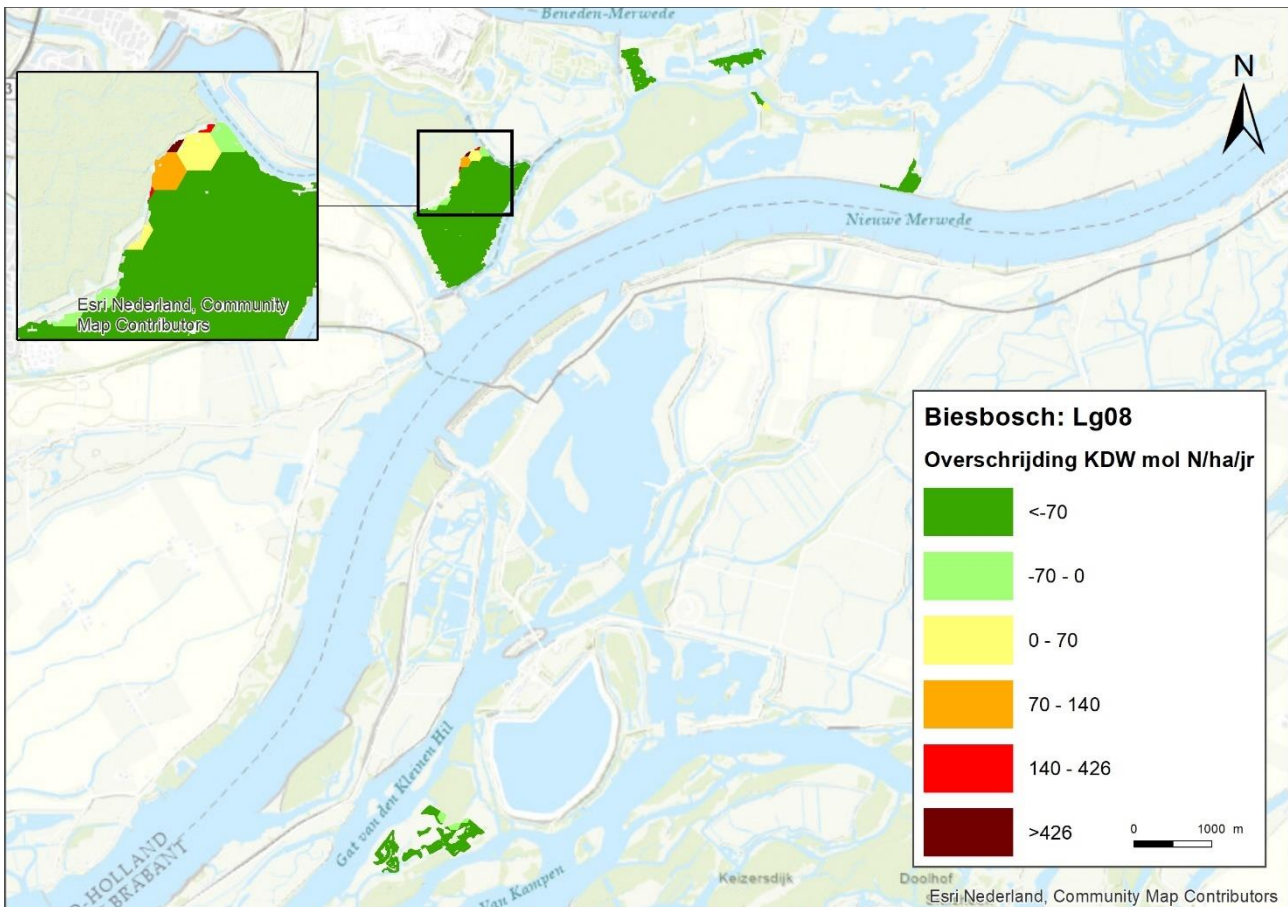 Beneden-Merwede
3
N
Nieuwe Merwede
Esri Nederland, Community
Map Contributors
Biesbosch: Lg08
Overschrijding KDW mol N/ha/jr
<-70
-70 - 0
0 - 70
70 - 140
140 - 426
>426
0 1000 m
Gat van den Kleinen Hil
D-HOLLAND
BRABANT
Van Kampen
Keizersdijk
Doolhof
Esri Nederland, Community Map Contributors